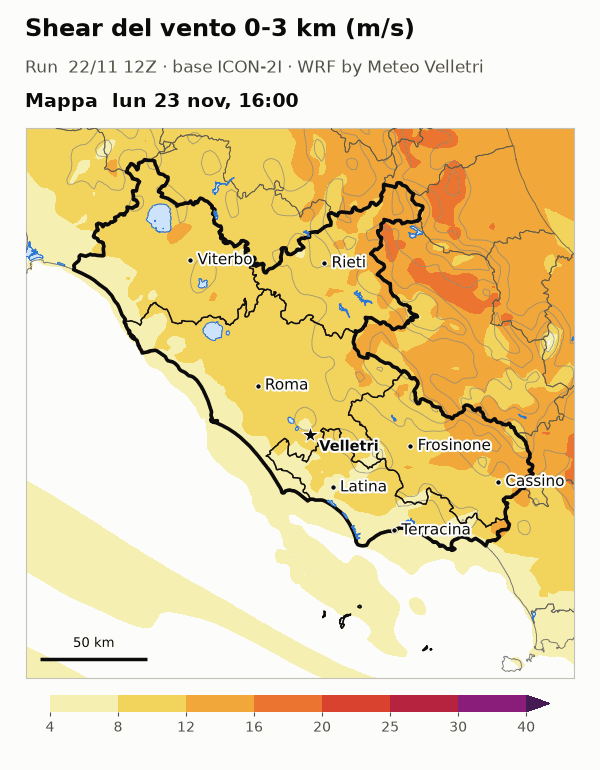 Shear del vento 0-3 km (m/s)
Run  22/11 12Z · base ICON-2I · WRF by Meteo Velletri
Mappa  lun 23 nov, 16:00
Viterbo
Rieti
Roma
Velletri
Frosinone
Cassino
Latina
Terracina
50 km
4 8 12 16 20 25 30 40